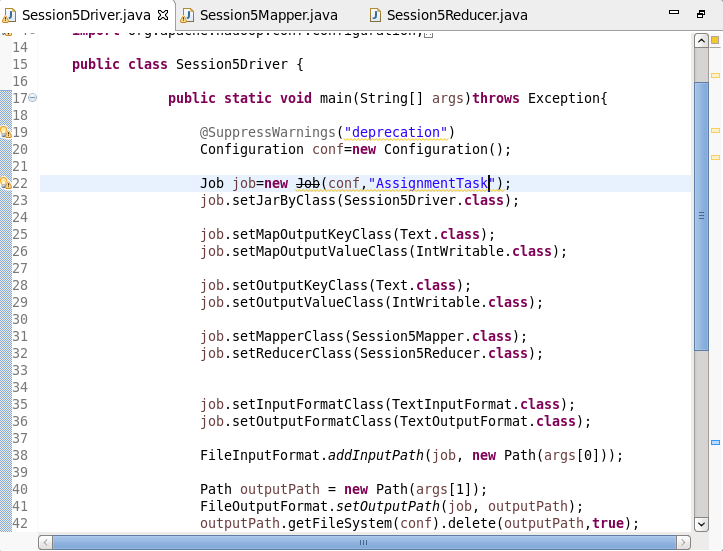 Session5Driver.java Session5Mapper.java Session5Reducer.java
import org.apache.hadoop.conf.Configuration;
14
15 public class Session5Driver {
16
17 public static void main(String[] args)throws Exception{
18
19 @SuppressWarnings("deprecation")
20 Configuration conf=new Configuration();
21
22 Job job=new Job(conf,"AssignmentTask");
23 job.setJarByClass(Session5Driver.class);
24
25 job.setMapOutputKeyClass(Text.class);
26 job.setMapOutputValueClass(IntWritable.class);
27
28 job.setOutputKeyClass(Text.class);
29 job.setOutputValueClass(IntWritable.class);
30
31 job.setMapperClass(Session5Mapper.class);
32 job.setReducerClass(Session5Reducer.class);
33
34
35 job.setInputFormatClass(TextInputFormat.class);
36 job.setOutputFormatClass(TextOutputFormat.class);
37
38 FileInputFormat.addInputPath(job, new Path(args[0]));
39
40 Path outputPath = new Path(args[1]);
41 FileOutputFormat.setOutputPath(job, outputPath);
42 outputPath.getFileSystem(conf).delete(outputPath,true);